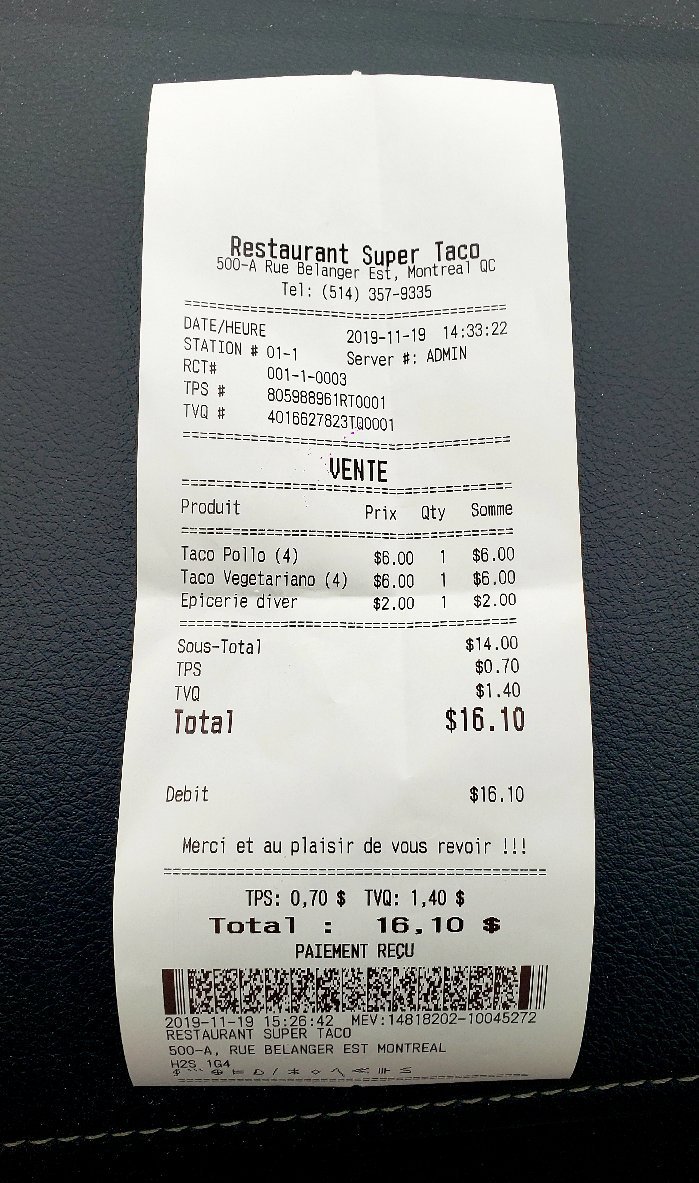 Restaurant Super Taco
500-A Rue Belanger Est, Montreal QC
Tel: (514) 357-9335
DATE/HEURE 2019-11-19 14:33:22
STATION # 01-1 Server #: ADMIN
RCT# 001-1-0003
TPS # 805988961RT0001
TVQ # 4016627823TQ0001
VENTE
Produit Prix Qty Somme
Taco Pollo (4) $6.00 1 $6.00
Taco Vegetariano (4) $6.00 1 $6.00
Epicerie diver $2.00 1 $2.00
Sous-Total $14.00
TPS $0.70
TVQ $1.40
Total $16.10
Debit $16.10
Merci et au plaisir de vous revoir !!!
TPS: 0,70 $ TVQ: 1,40 $
Total : 16,10 $
PAIEMENT REÇU
2019-11-19 15:26:42 MEV:14818202-10045272
RESTAURANT SUPER TACO
500-A, RUE BELANGER EST MONTREAL
H2S 1G4